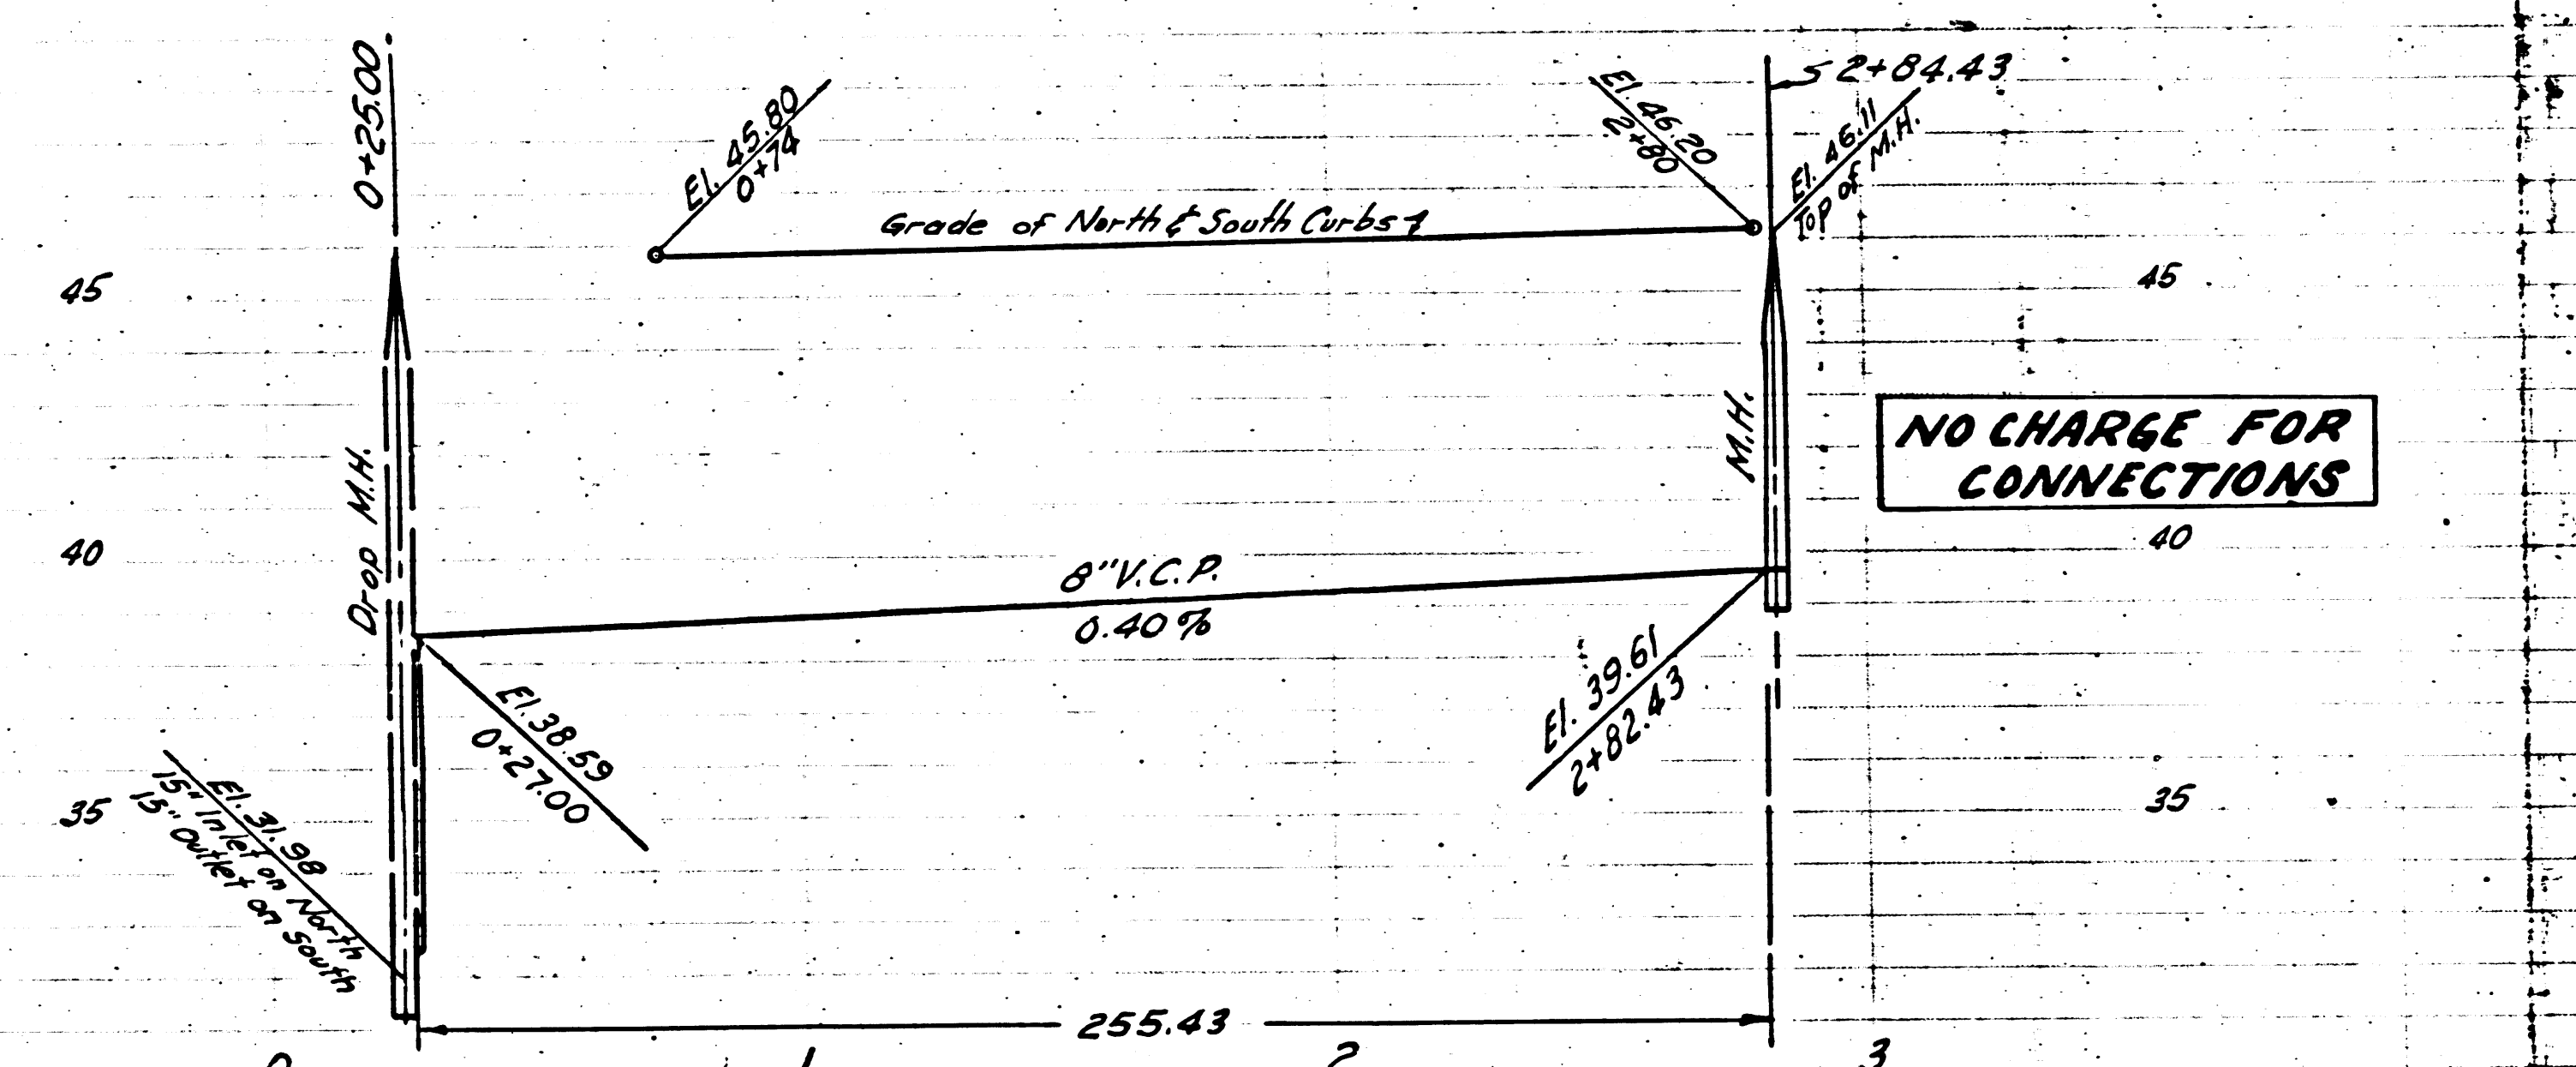 0+25.00
El. 45.80
0+74
El. 46.20
2+80
2+84.43
El. 46.11
Top of M.H.
Grade of North & South Curbs
45
45
NO CHARGE FOR
CONNECTIONS
Drop M.H.
M.H.
40
40
8" V.C.P.
0.40%
El. 38.59
0+27.00
El. 39.61
2+82.43
35
35
El. 31.98
15" Inlet on North
15" Outlet on South
255.43
0
1
2
3